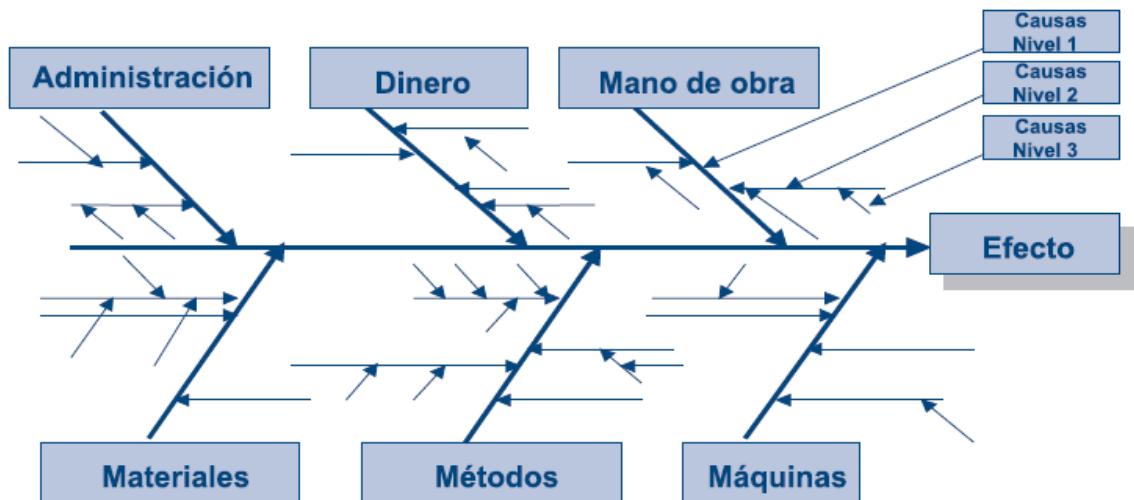 Causas
Nivel 1
Administración
Dinero
Mano de obra
Causas
Nivel 2
Causas
Nivel 3
Efecto
Materiales
Métodos
Máquinas